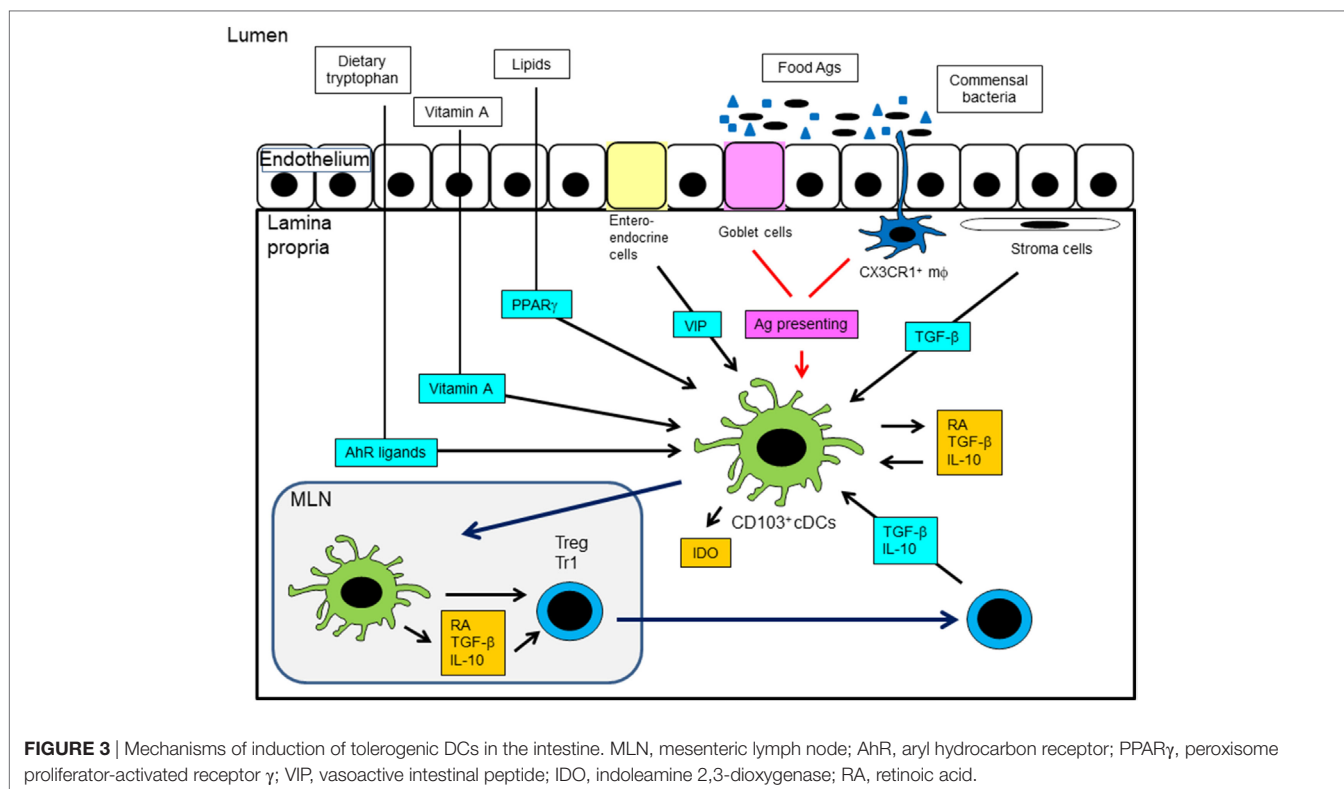 Lumen
Dietary
tryptophan
Vitamin A
Lipids
Food Ags
Commensal
bacteria
Endothelium
Lamina
propria
Entero-
endocrine
cells
Goblet cells
CX3CR1⁺ mϕ
Stroma cells
PPARγ
VIP
Ag presenting
TGF-β
Vitamin A
AhR ligands
RA
TGF-β
IL-10
CD103⁺ cDCs
IDO
TGF-β
IL-10
MLN
Treg
Tr1
RA
TGF-β
IL-10
FIGURE 3 | Mechanisms of induction of tolerogenic DCs in the intestine. MLN, mesenteric lymph node; AhR, aryl hydrocarbon receptor; PPARγ, peroxisome
proliferator-activated receptor γ; VIP, vasoactive intestinal peptide; IDO, indoleamine 2,3-dioxygenase; RA, retinoic acid.